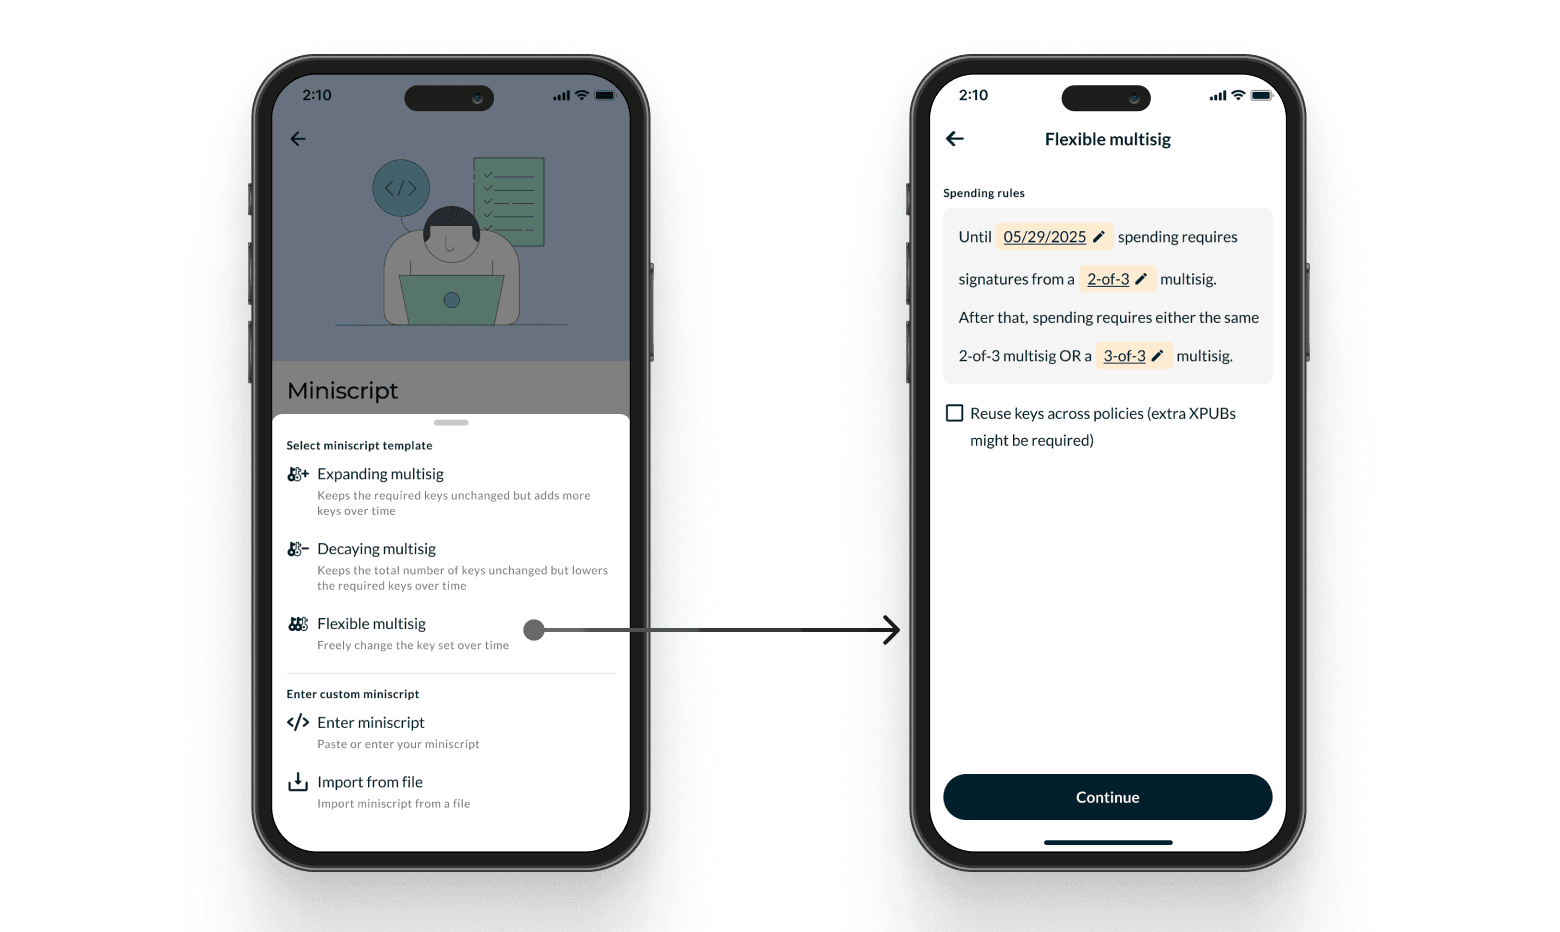 2:10
Miniscript
Select miniscript template
Expanding multisig
Keeps the required keys unchanged but adds more
keys over time
Decaying multisig
Keeps the total number of keys unchanged but lowers
the required keys over time
Flexible multisig
Freely change the key set over time
Enter custom miniscript
Enter miniscript
Paste or enter your miniscript
Import from file
Import miniscript from a file
2:10
Flexible multisig
Spending rules
Until 05/29/2025 spending requires
signatures from a 2-of-3 multisig.
After that, spending requires either the same
2-of-3 multisig OR a 3-of-3 multisig.
Reuse keys across policies (extra XPUBs
might be required)
Continue